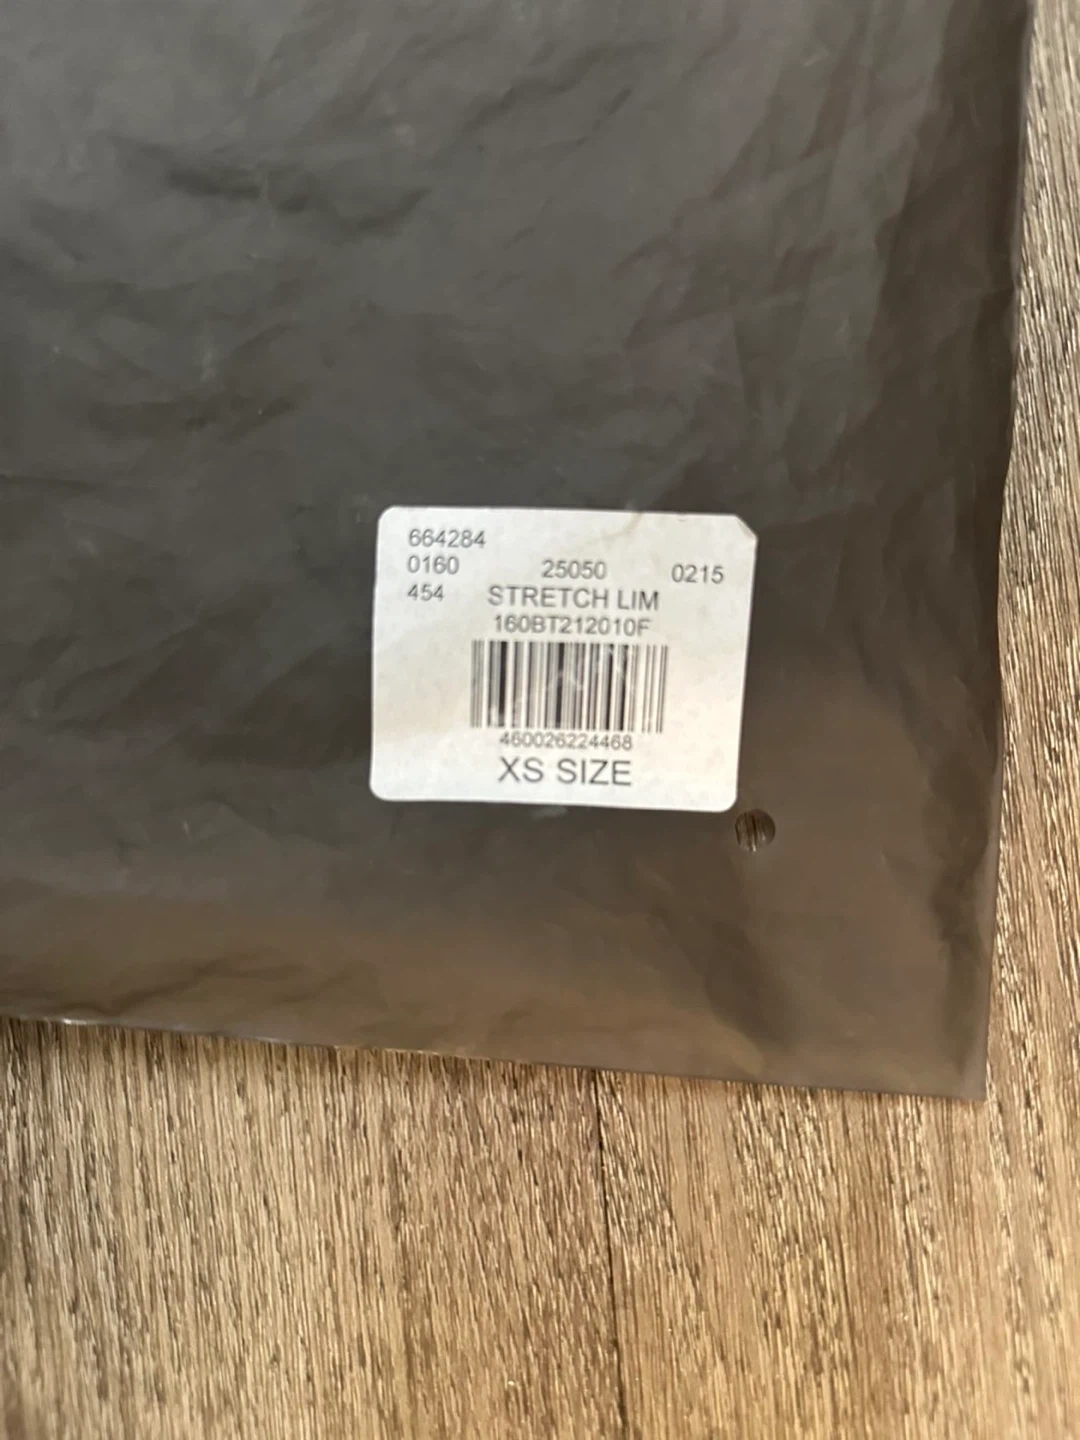 664284
0160 25050 0215
454 STRETCH LIM
160BT212010F
460026224468
XS SIZE